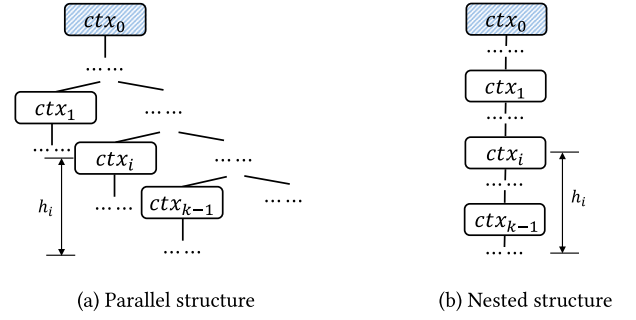 ctx₀
... ...
ctx₁
... ...
... ...
ctxᵢ
... ...
hᵢ
ctxₖ₋₁
... ...
... ...
... ...
(a) Parallel structure
ctx₀
... ...
ctx₁
... ...
ctxᵢ
... ...
hᵢ
ctxₖ₋₁
... ...
(b) Nested structure